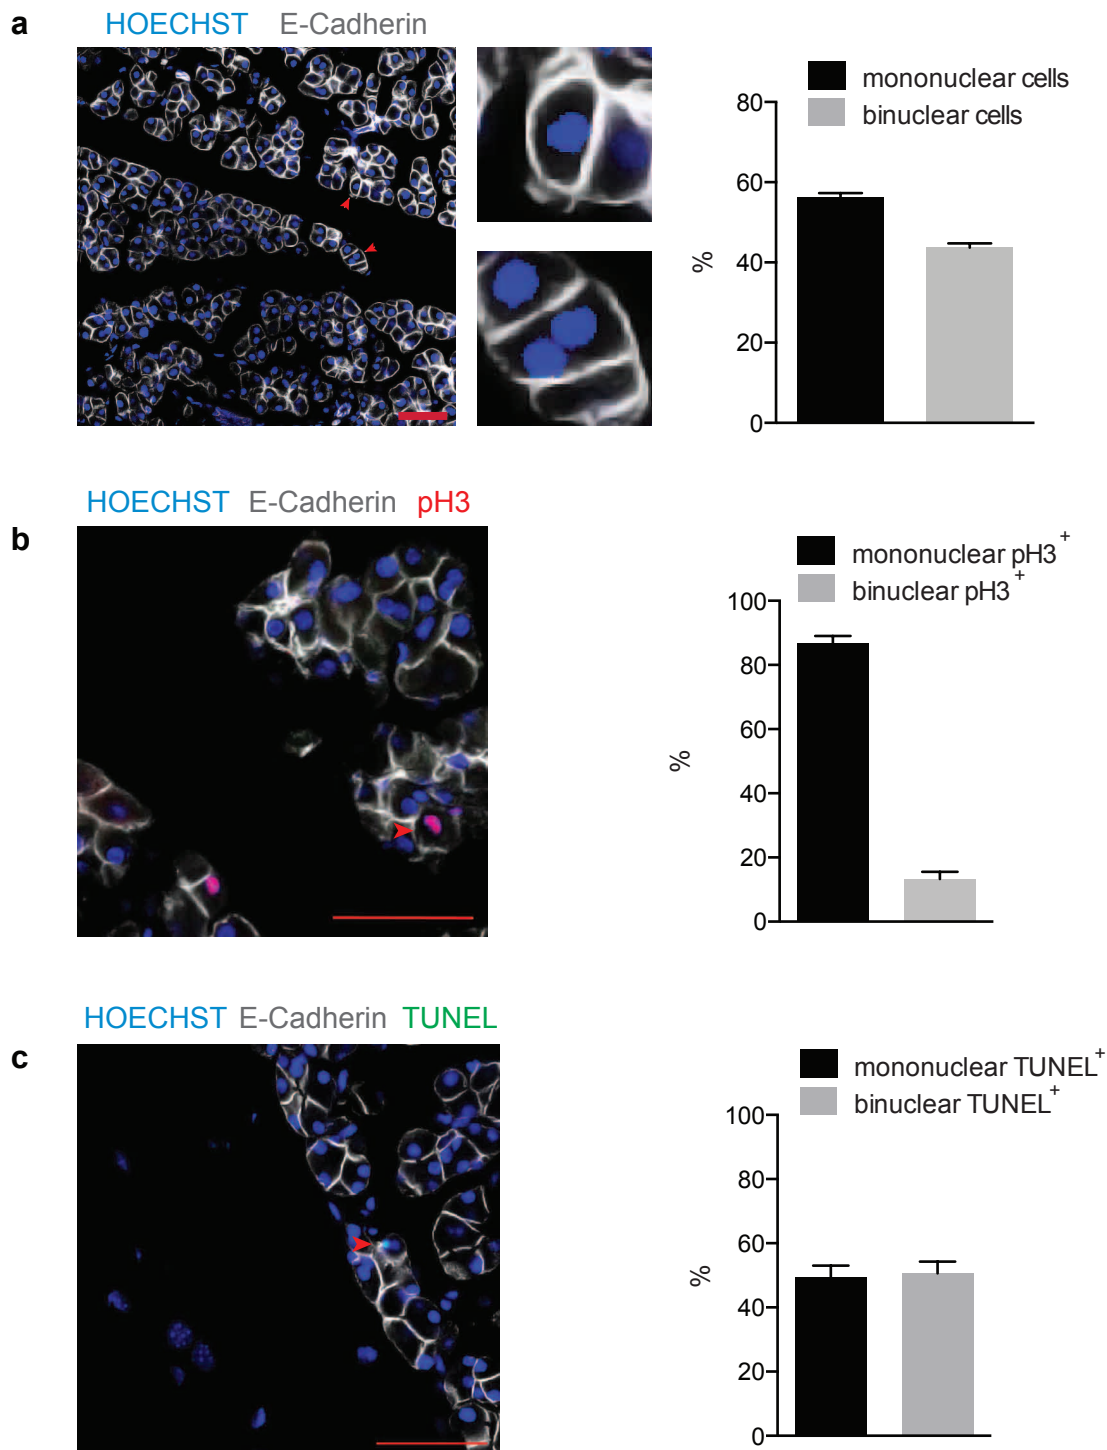 a
HOECHST E-Cadherin
mononuclear cells
binuclear cells
80
60
40
20
0
%
b
HOECHST E-Cadherin pH3
mononuclear pH3+
binuclear pH3+
100
80
60
40
20
0
%
c
HOECHST E-Cadherin TUNEL
mononuclear TUNEL+
binuclear TUNEL+
100
80
60
40
20
0
%